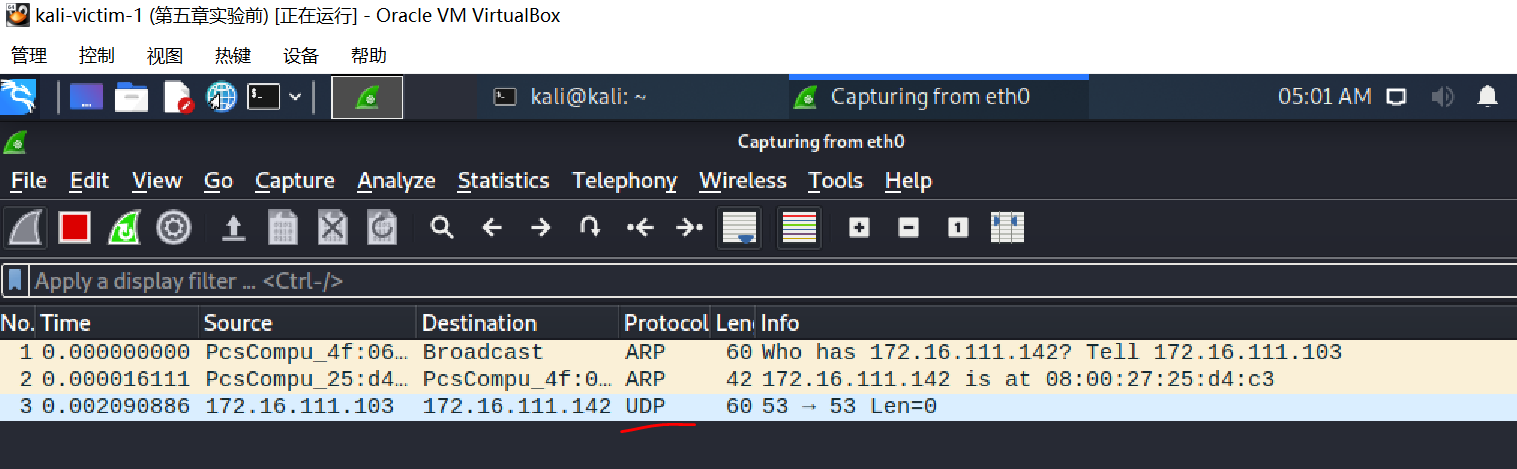 kali-victim-1 (第五章实验前) [正在运行] - Oracle VM VirtualBox
管理 控制 视图 热键 设备 帮助
kali@kali: ~ Capturing from eth0 05:01 AM
Capturing from eth0
File Edit View Go Capture Analyze Statistics Telephony Wireless Tools Help
Apply a display filter ... <Ctrl-/>
No. Time Source Destination Protocol Len Info
1 0.000000000 PcsCompu_4f:06… Broadcast ARP 60 Who has 172.16.111.142? Tell 172.16.111.103
2 0.000016111 PcsCompu_25:d4… PcsCompu_4f:0… ARP 42 172.16.111.142 is at 08:00:27:25:d4:c3
3 0.002090886 172.16.111.103 172.16.111.142 UDP 60 53 → 53 Len=0